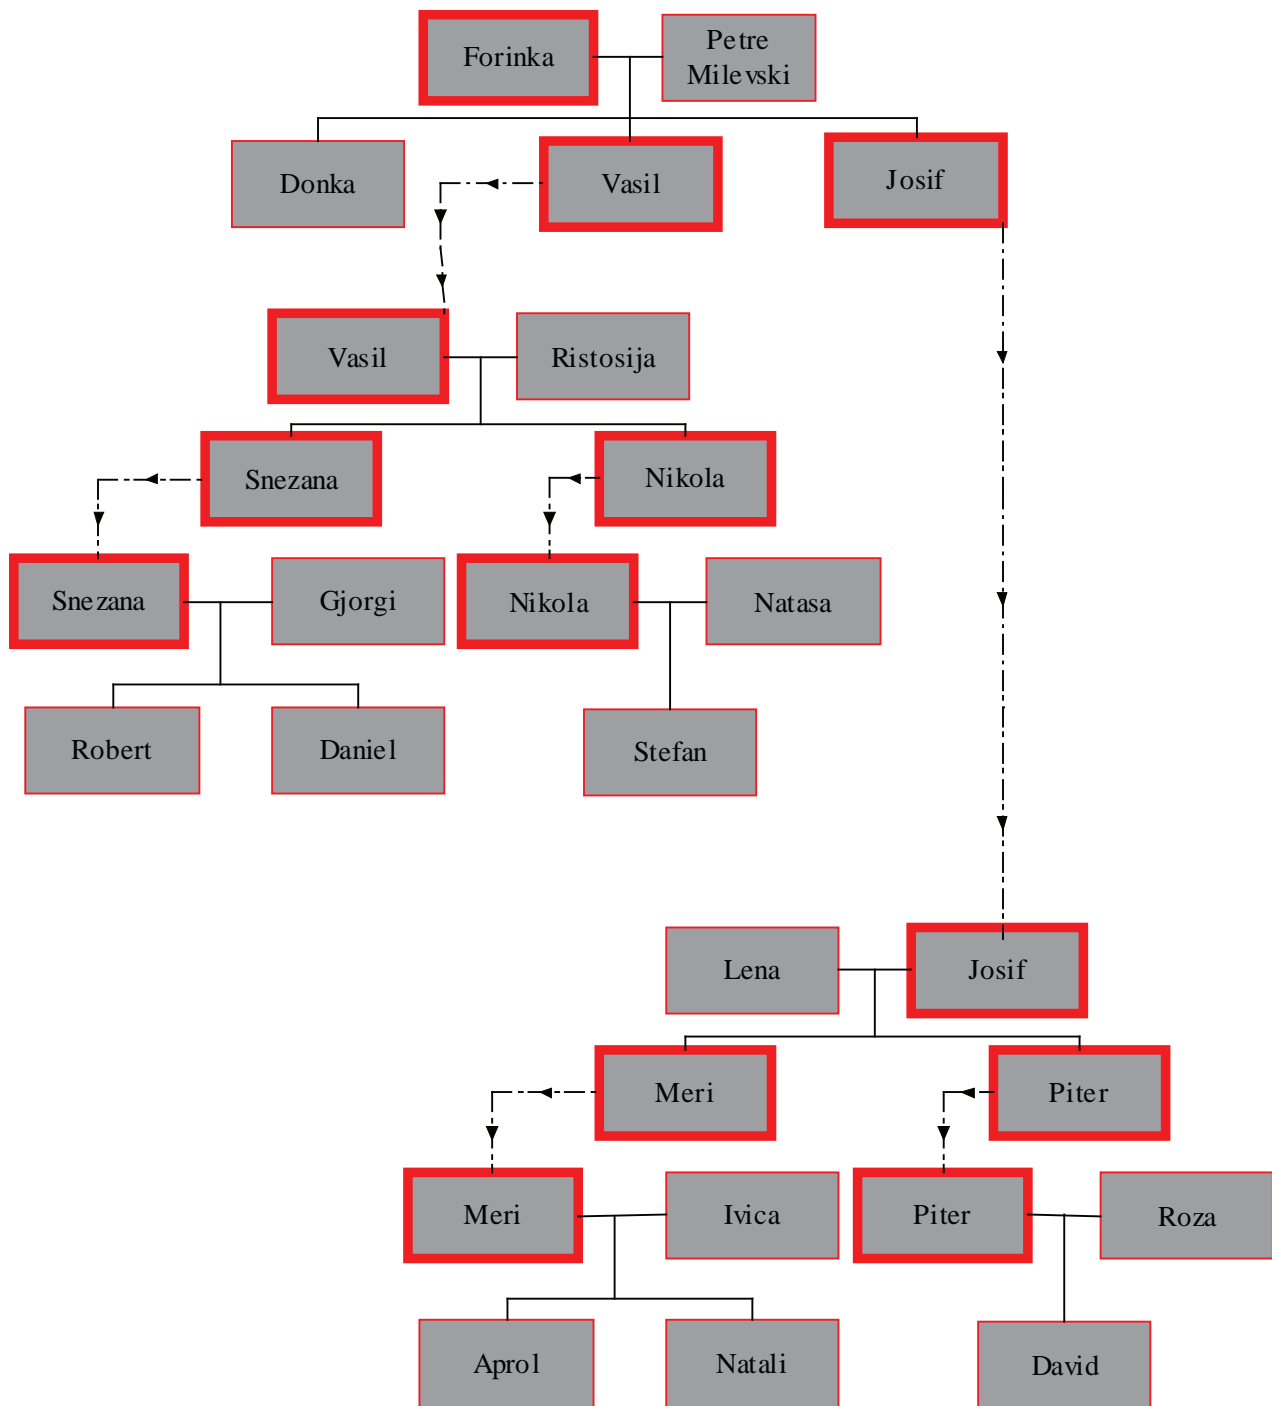 Forinka
Petre
Milevski
Donka
Vasil
Josif
Vasil
Ristosija
Snezana
Nikola
Snezana
Gjorgi
Nikola
Natasa
Robert
Daniel
Stefan
Lena
Josif
Meri
Piter
Meri
Ivica
Piter
Roza
Aprol
Natali
David